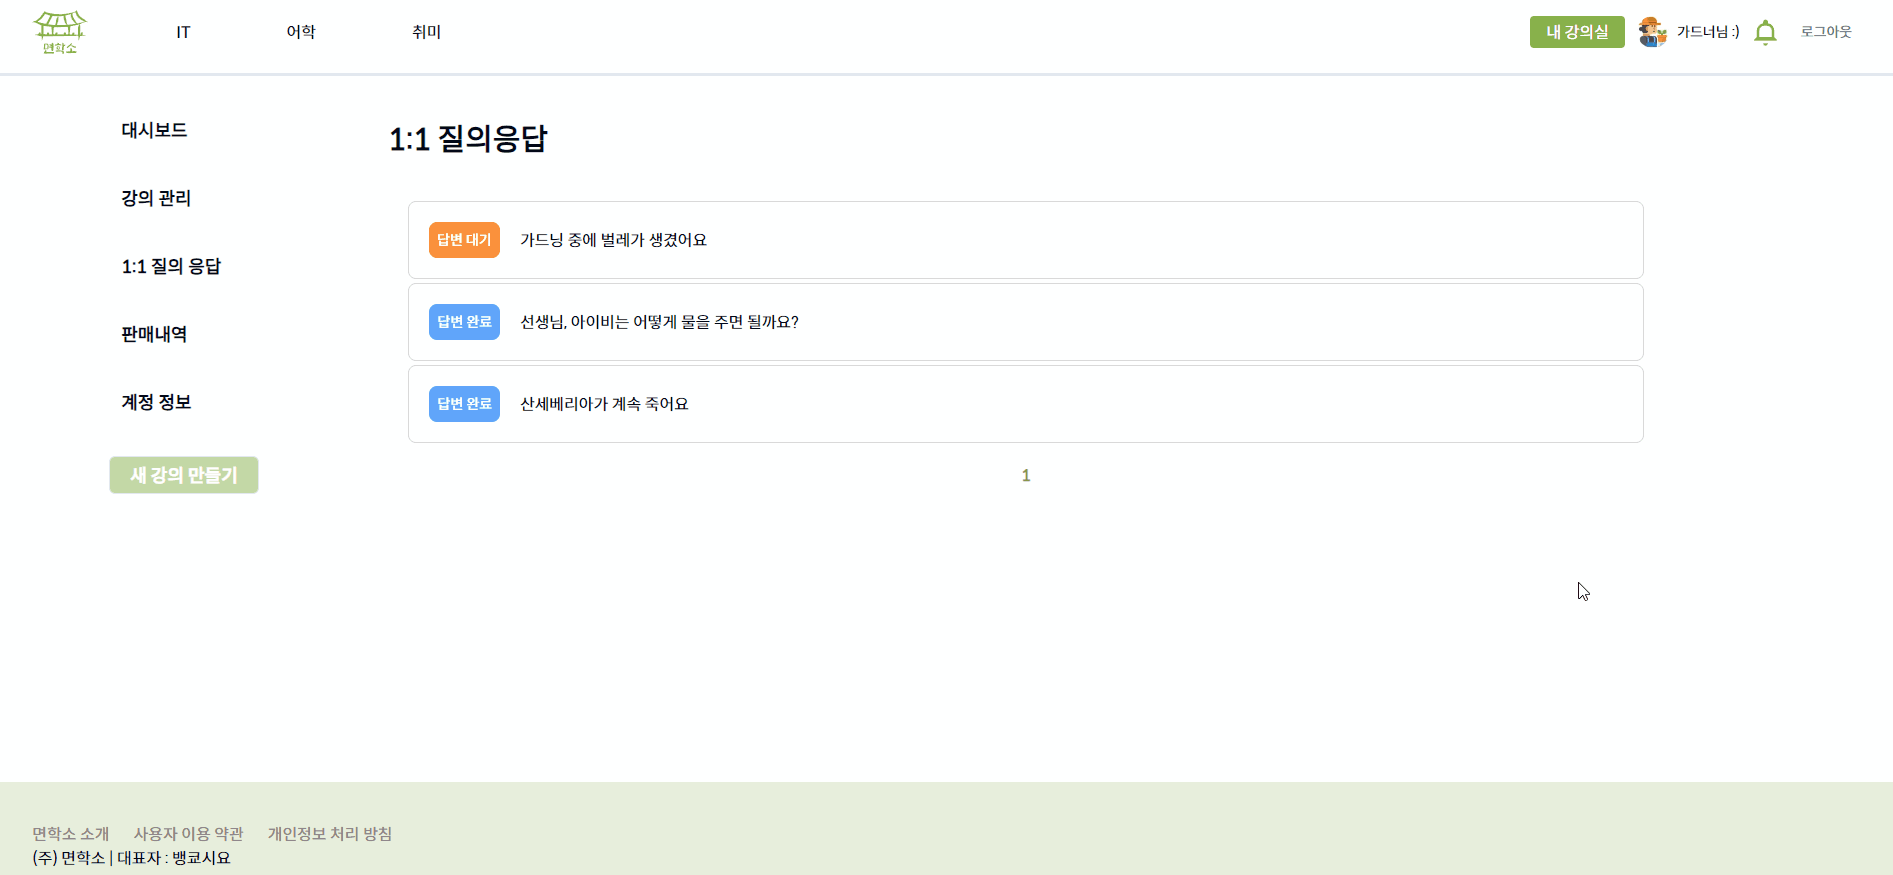 면학소
IT
어학
취미
내 강의실
가드너님 :)
로그아웃
대시보드
강의 관리
1:1 질의 응답
판매내역
계정 정보
새 강의 만들기
1:1 질의응답
답변 대기 가드닝 중에 벌레가 생겼어요
답변 완료 선생님, 아이비는 어떻게 물을 주면 될까요?
답변 완료 산세베리아가 계속 죽어요
1
면학소 소개 사용자 이용 약관 개인정보 처리 방침
(주) 면학소 | 대표자 : 뱅쿄시요